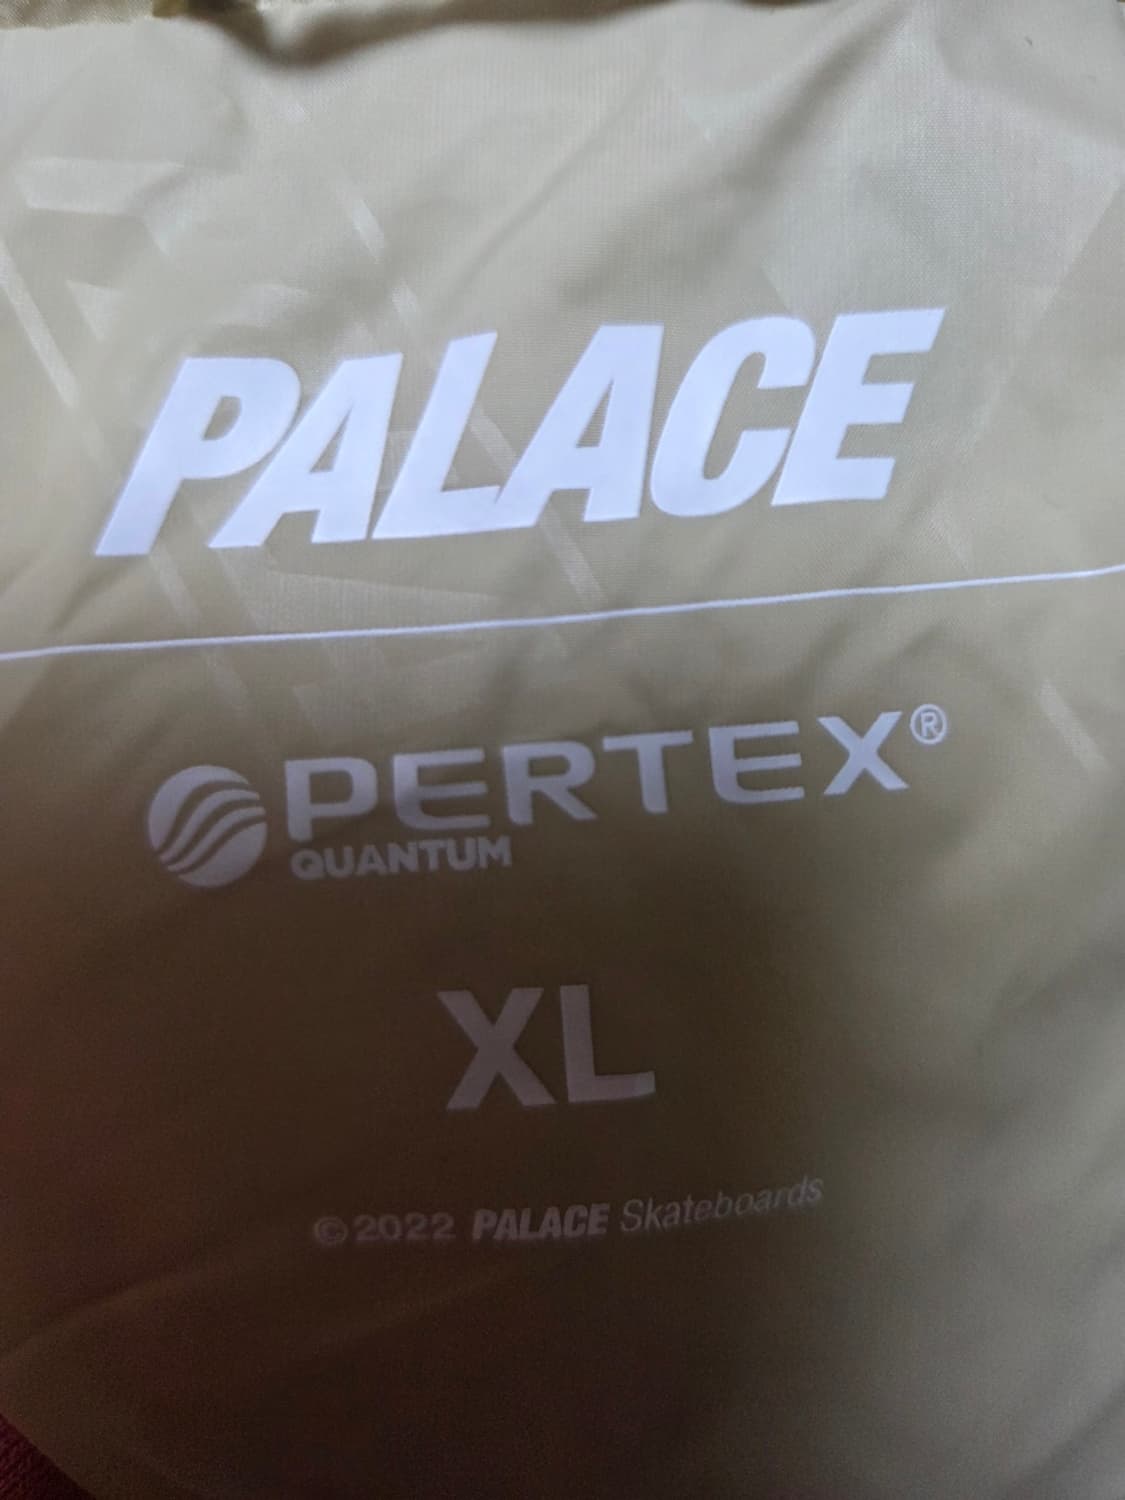 PALACE
PERTEX®
QUANTUM
XL
©2022 PALACE Skateboards